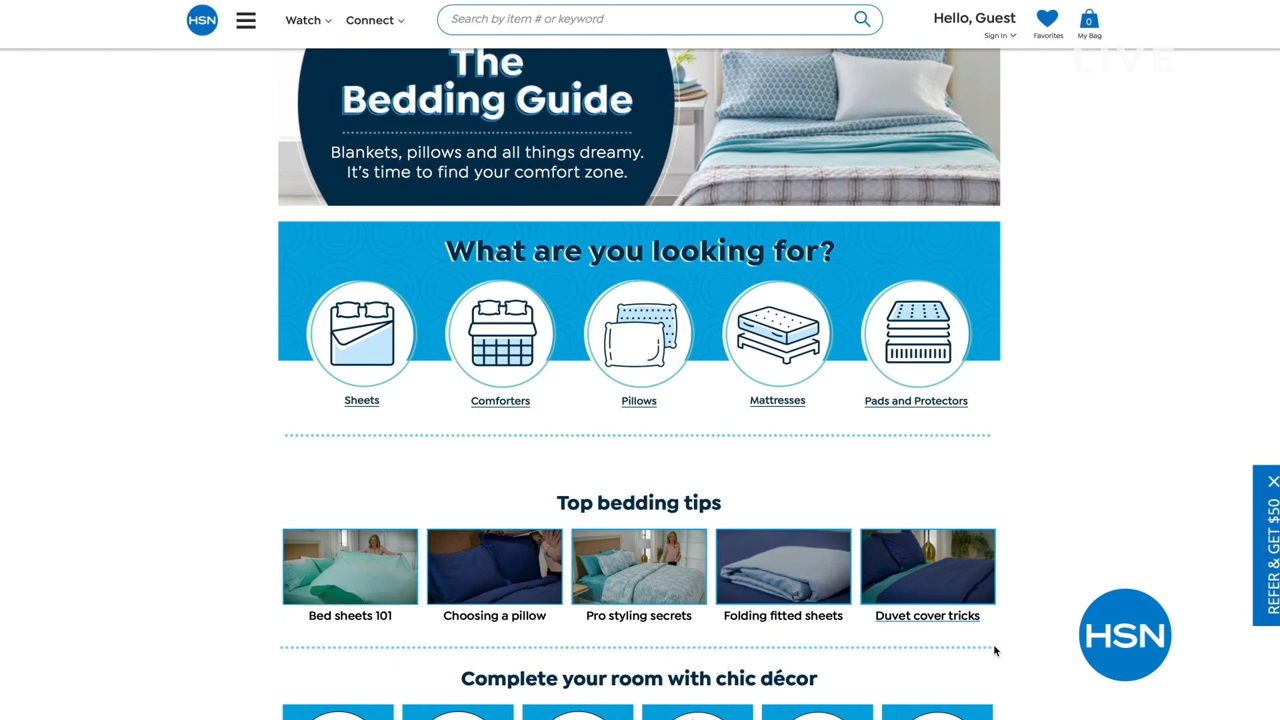 HSN
Watch
Connect
Search by item # or keyword
Hello, Guest
Sign In
Favorites
0
My Bag
LIVE
The
Bedding Guide
Blankets, pillows and all things dreamy.
It's time to find your comfort zone.
What are you looking for?
Sheets
Comforters
Pillows
Mattresses
Pads and Protectors
Top bedding tips
Bed sheets 101
Choosing a pillow
Pro styling secrets
Folding fitted sheets
Duvet cover tricks
REFER & GET $50
HSN
Complete your room with chic décor